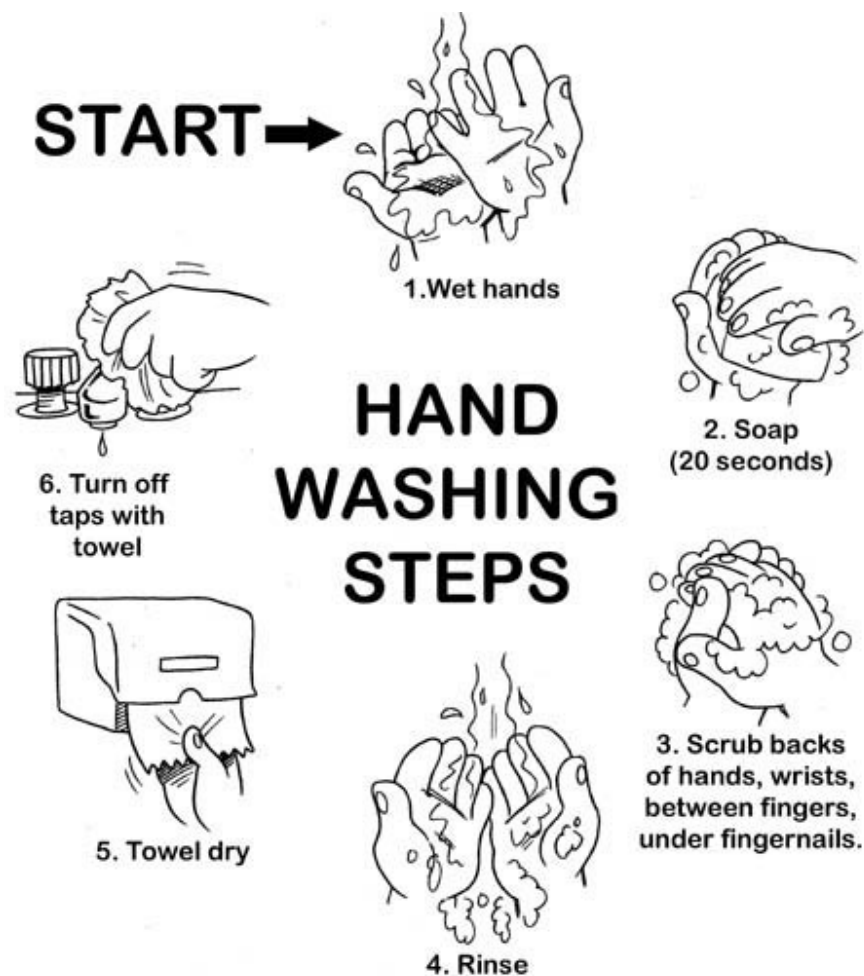 START
1.Wet hands
2. Soap
(20 seconds)
3. Scrub backs
of hands, wrists,
between fingers,
under fingernails.
4. Rinse
5. Towel dry
6. Turn off
taps with
towel
HAND
WASHING
STEPS